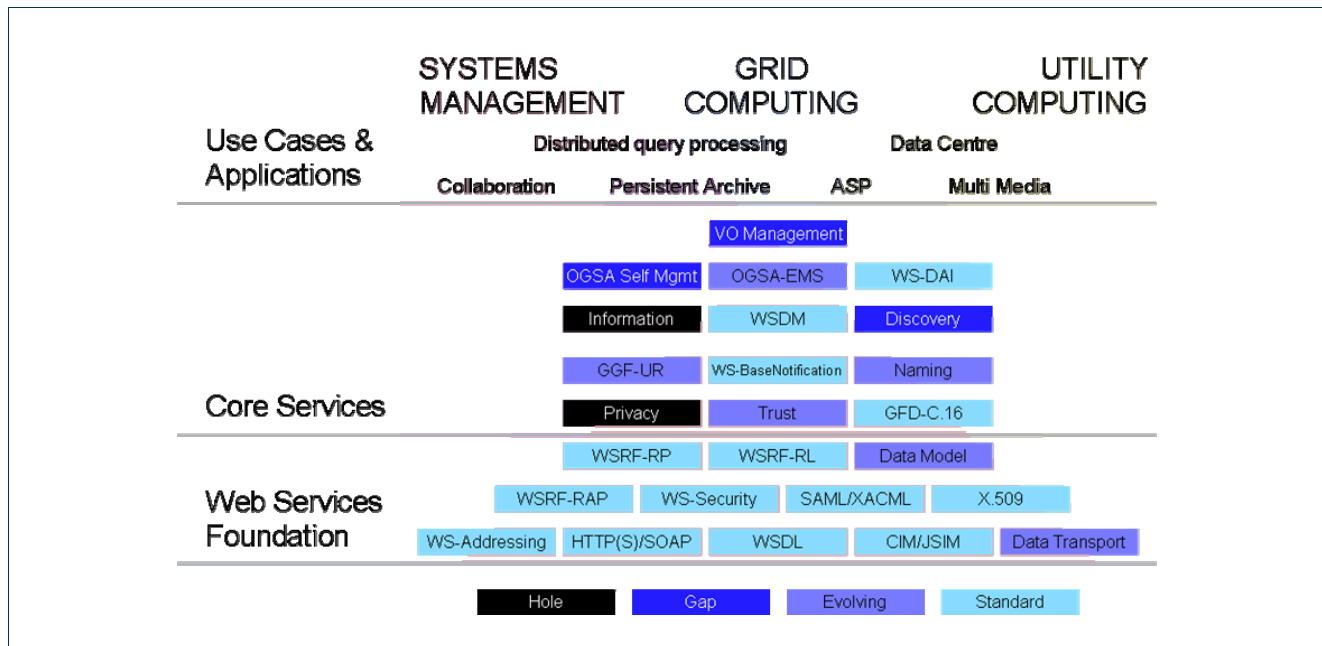 SYSTEMS MANAGEMENT
GRID COMPUTING
UTILITY COMPUTING
Use Cases & Applications
Distributed query processing
Data Centre
Collaboration
Persistent Archive
ASP
Multi Media
VO Management
OGSA Self Mgmt
OGSA-EMS
WS-DAI
Information
WSDM
Discovery
GGF-UR
WS-BaseNotification
Naming
Core Services
Privacy
Trust
GFD-C.16
WSRF-RP
WSRF-RL
Data Model
Web Services Foundation
WSRF-RAP
WS-Security
SAML/XACML
X.509
WS-Addressing
HTTP(S)/SOAP
WSDL
CIM/JSIM
Data Transport
Hole
Gap
Evolving
Standard